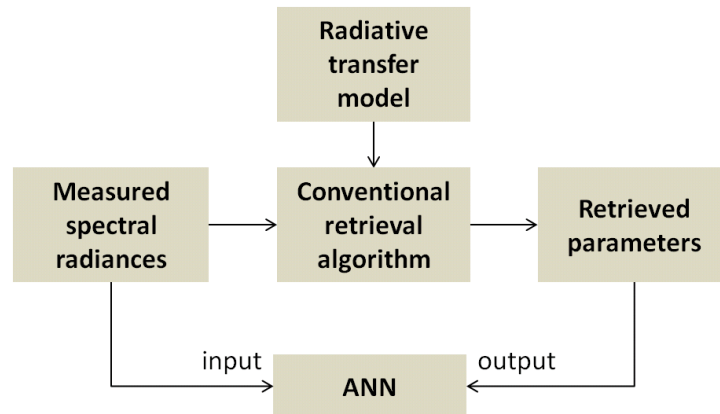 Radiative
transfer
model
Measured
spectral
radiances
Conventional
retrieval
algorithm
Retrieved
parameters
input
ANN
output